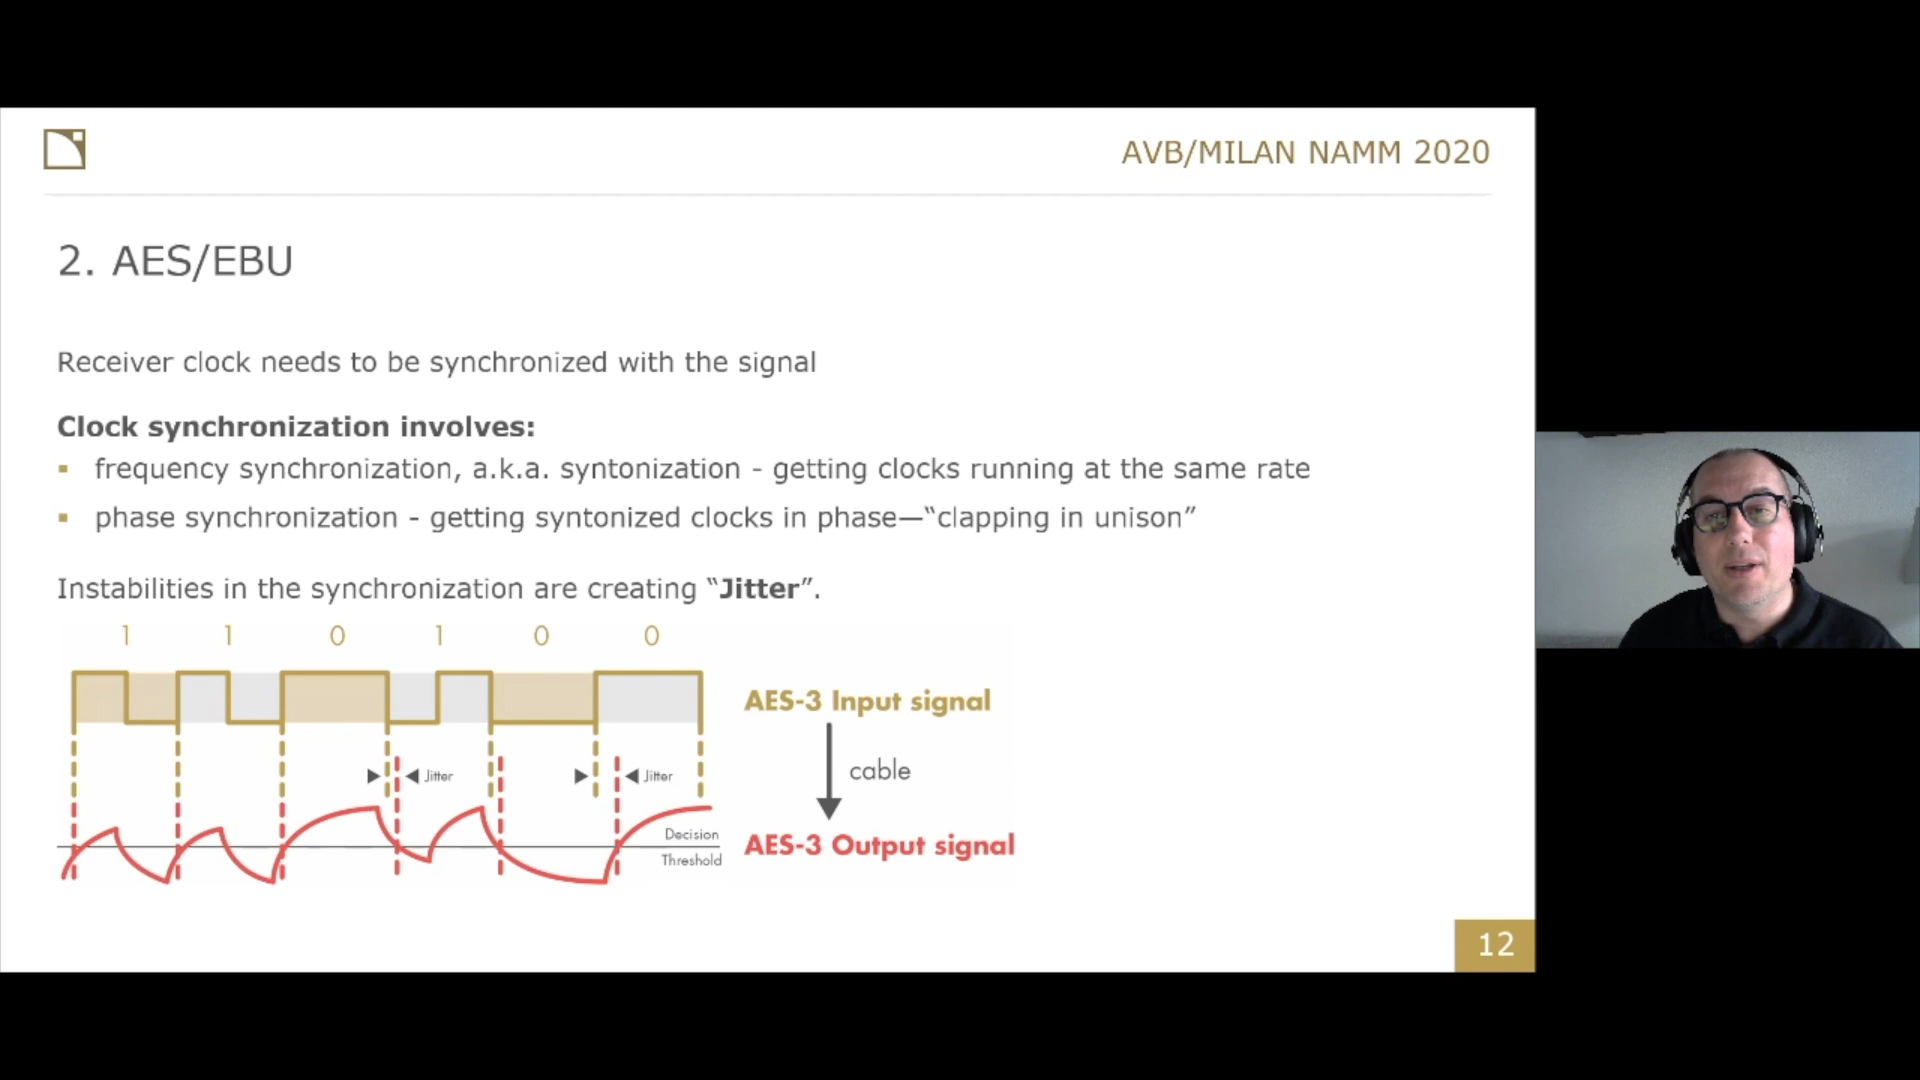 AVB/MILAN NAMM 2020
2. AES/EBU
Receiver clock needs to be synchronized with the signal
Clock synchronization involves:
▪ frequency synchronization, a.k.a. syntonization - getting clocks running at the same rate
▪ phase synchronization - getting syntonized clocks in phase—“clapping in unison”
Instabilities in the synchronization are creating “Jitter”.
1 1 0 1 0 0
AES-3 Input signal
Jitter Jitter
cable
Decision
Threshold
AES-3 Output signal
12